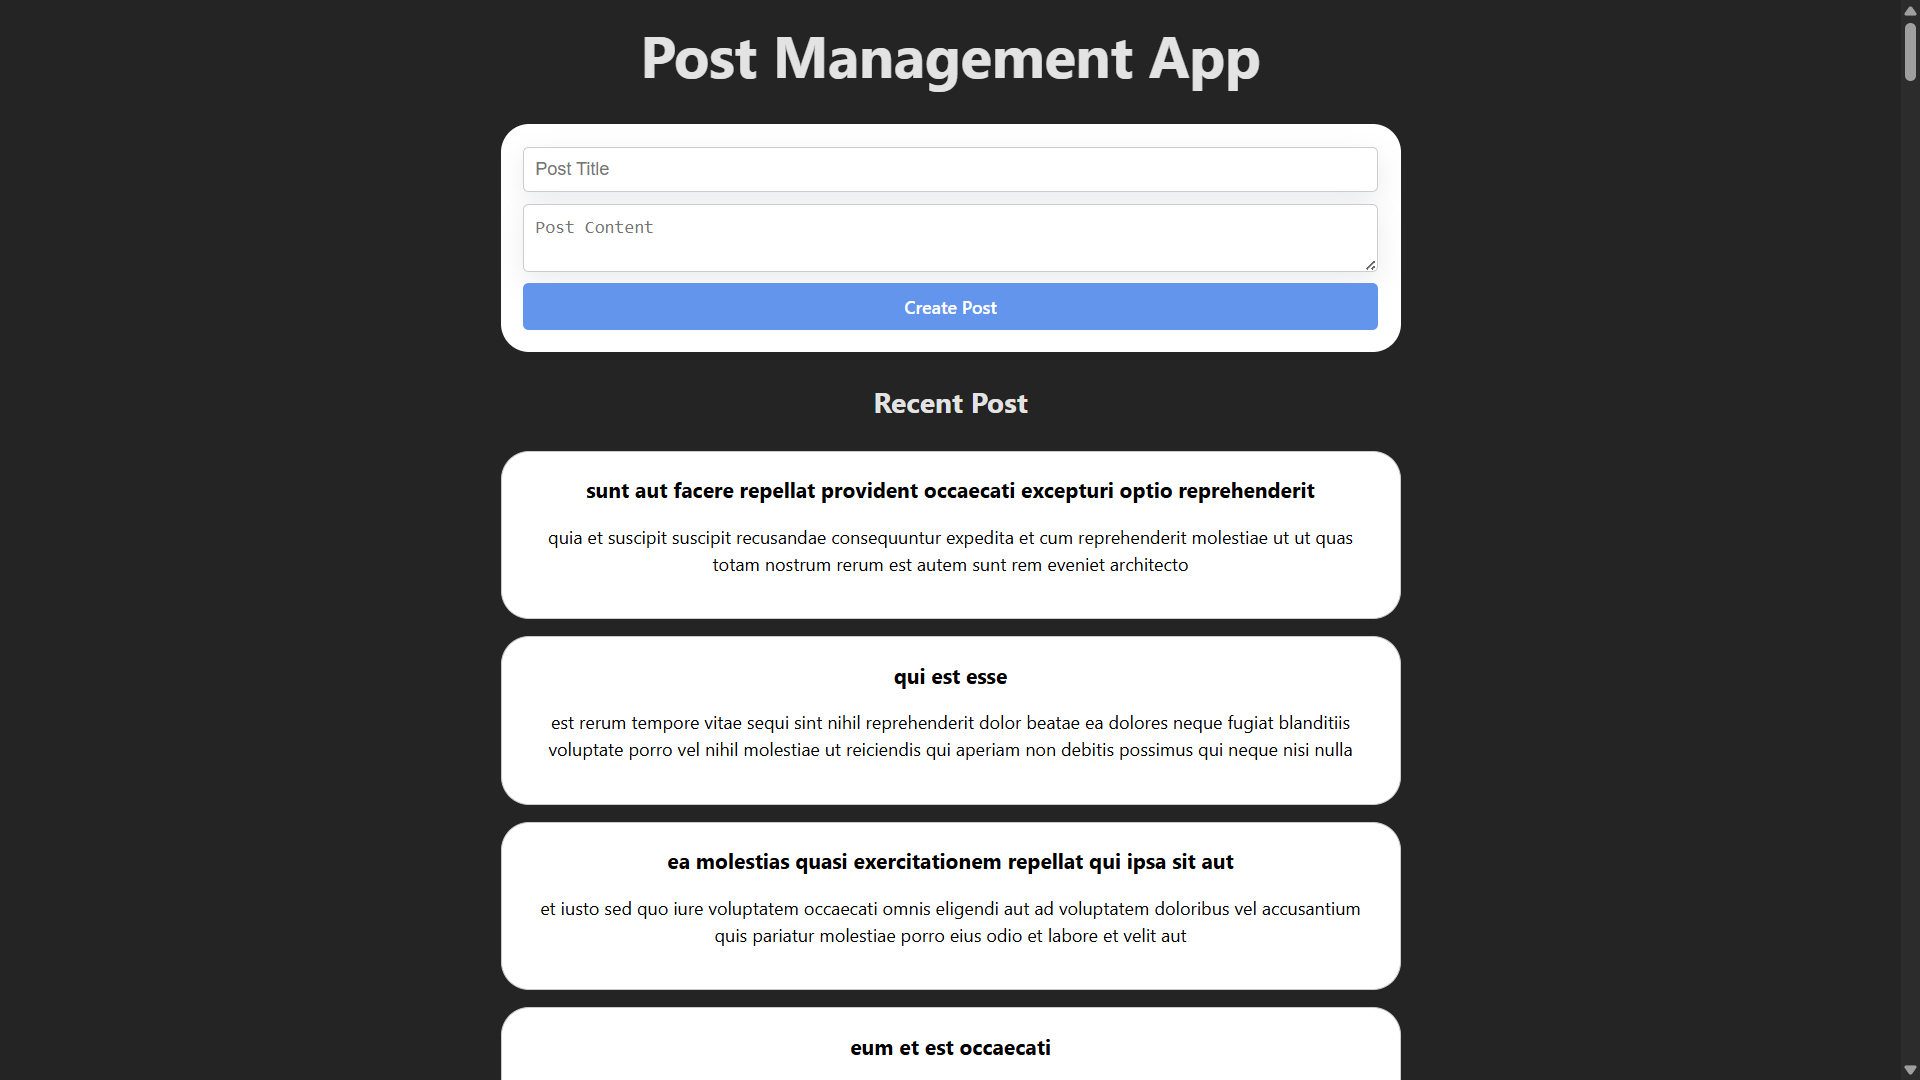 Post Management App
Post Title
Post Content
Create Post
Recent Post
sunt aut facere repellat provident occaecati excepturi optio reprehenderit
quia et suscipit suscipit recusandae consequuntur expedita et cum reprehenderit molestiae ut ut quas
totam nostrum rerum est autem sunt rem eveniet architecto
qui est esse
est rerum tempore vitae sequi sint nihil reprehenderit dolor beatae ea dolores neque fugiat blanditiis
voluptate porro vel nihil molestiae ut reiciendis qui aperiam non debitis possimus qui neque nisi nulla
ea molestias quasi exercitationem repellat qui ipsa sit aut
et iusto sed quo iure voluptatem occaecati omnis eligendi aut ad voluptatem doloribus vel accusantium
quis pariatur molestiae porro eius odio et labore et velit aut
eum et est occaecati